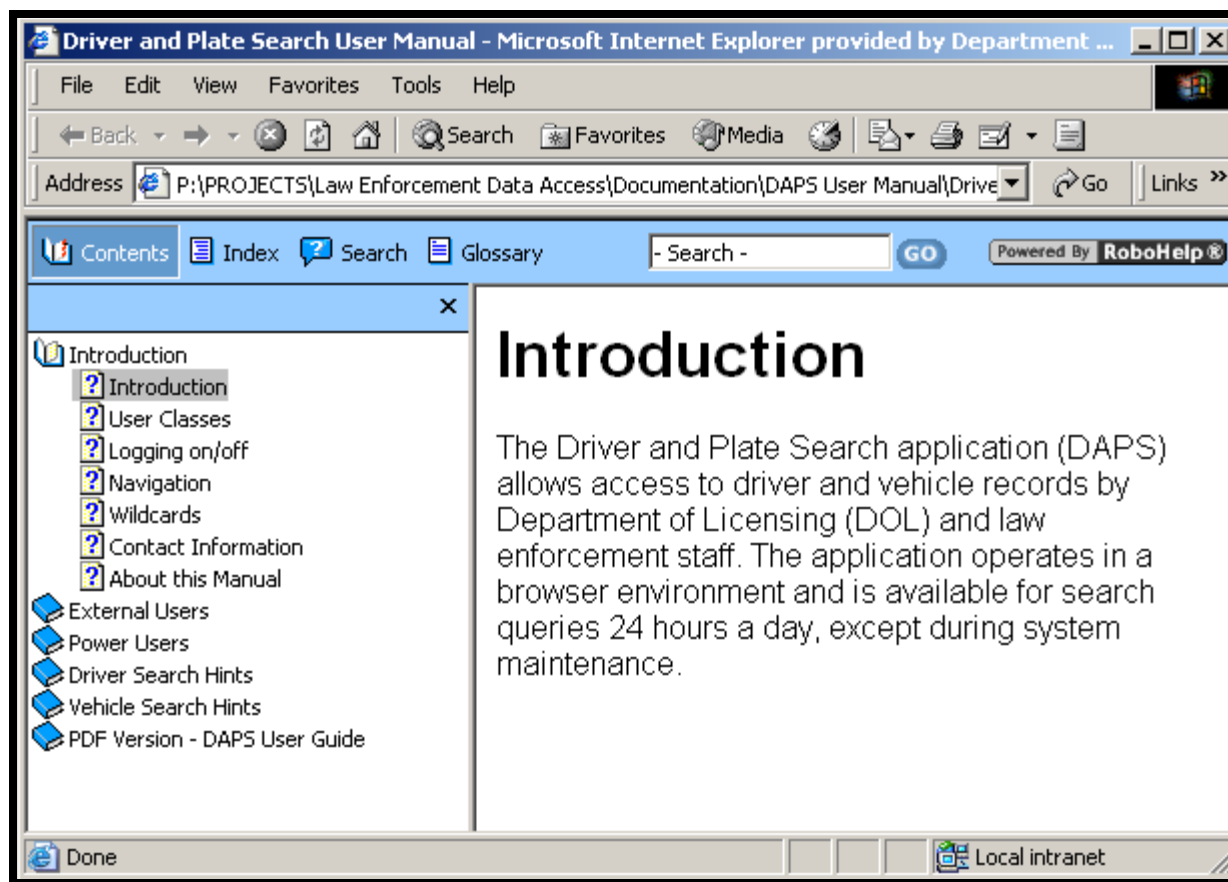 Driver and Plate Search User Manual - Microsoft Internet Explorer provided by Department ...
File Edit View Favorites Tools Help
Back Search Favorites Media
Address P:\PROJECTS\Law Enforcement Data Access\Documentation\DAPS User Manual\Drive Go Links »
Contents Index Search Glossary - Search - GO Powered By RoboHelp ®
Introduction
Introduction
User Classes
Logging on/off
Navigation
Wildcards
Contact Information
About this Manual
External Users
Power Users
Driver Search Hints
Vehicle Search Hints
PDF Version - DAPS User Guide
Introduction
The Driver and Plate Search application (DAPS)
allows access to driver and vehicle records by
Department of Licensing (DOL) and law
enforcement staff. The application operates in a
browser environment and is available for search
queries 24 hours a day, except during system
maintenance.
Done Local intranet